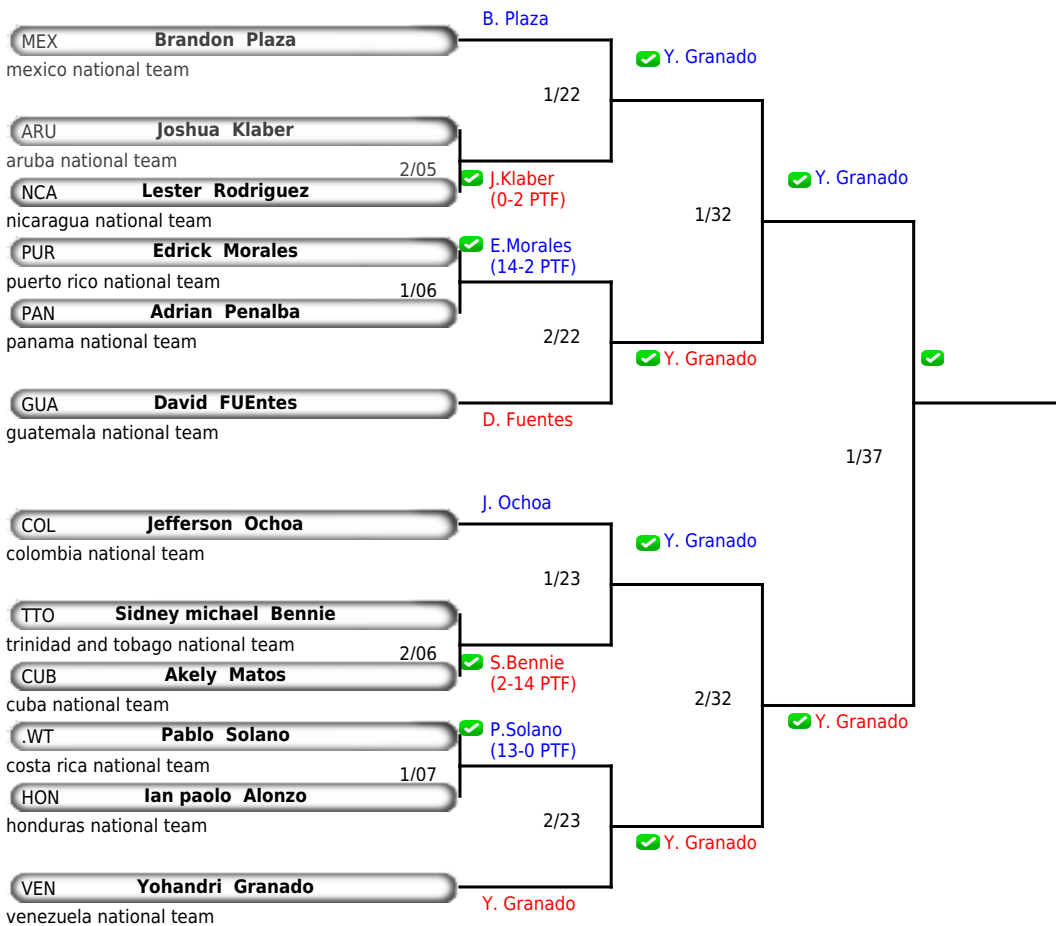 B. Plaza
MEX Brandon Plaza
mexico national team
Y. Granado
1/22
ARU Joshua Klaber
aruba national team
2/05
J.Klaber
(0-2 PTF)
Y. Granado
NCA Lester Rodriguez
nicaragua national team
1/32
PUR Edrick Morales
E.Morales
(14-2 PTF)
puerto rico national team
1/06
PAN Adrian Penalba
panama national team
2/22
Y. Granado
GUA David FUEntes
D. Fuentes
guatemala national team
1/37
J. Ochoa
COL Jefferson Ochoa
colombia national team
Y. Granado
1/23
TTO Sidney michael Bennie
trinidad and tobago national team
2/06
S.Bennie
(2-14 PTF)
CUB Akely Matos
cuba national team
2/32
Y. Granado
.WT Pablo Solano
P.Solano
(13-0 PTF)
costa rica national team
1/07
HON Ian paolo Alonzo
honduras national team
2/23
Y. Granado
VEN Yohandri Granado
Y. Granado
venezuela national team